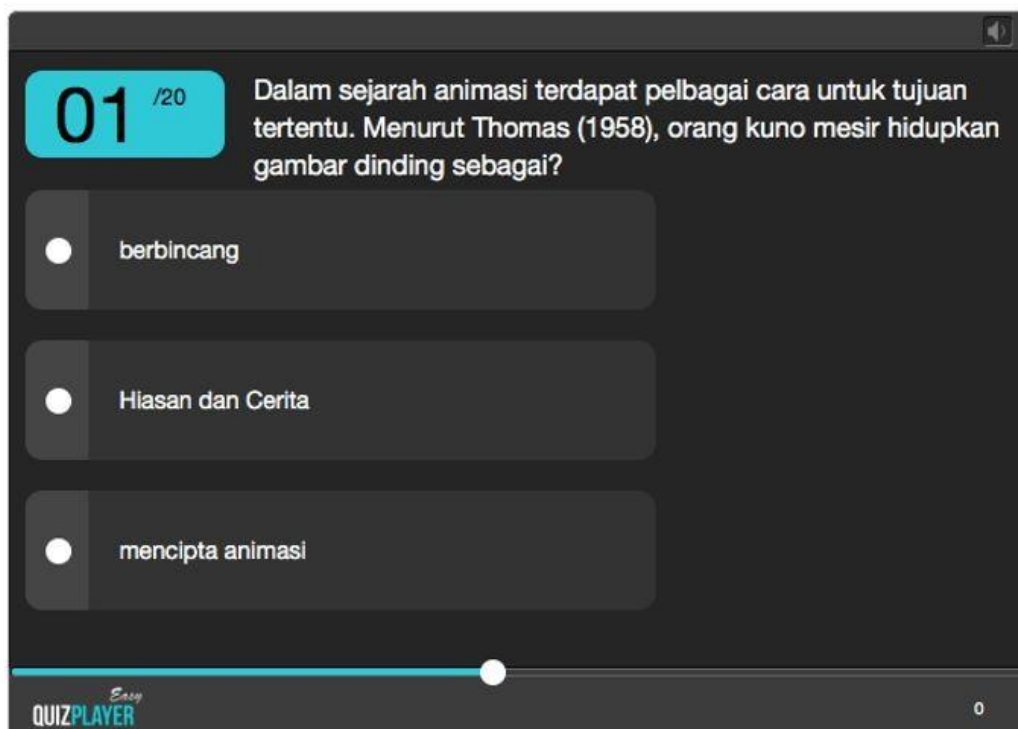 01 /20
Dalam sejarah animasi terdapat pelbagai cara untuk tujuan
tertentu. Menurut Thomas (1958), orang kuno mesir hidupkan
gambar dinding sebagai?
berbincang
Hiasan dan Cerita
mencipta animasi
Easy
QUIZPLAYER
0